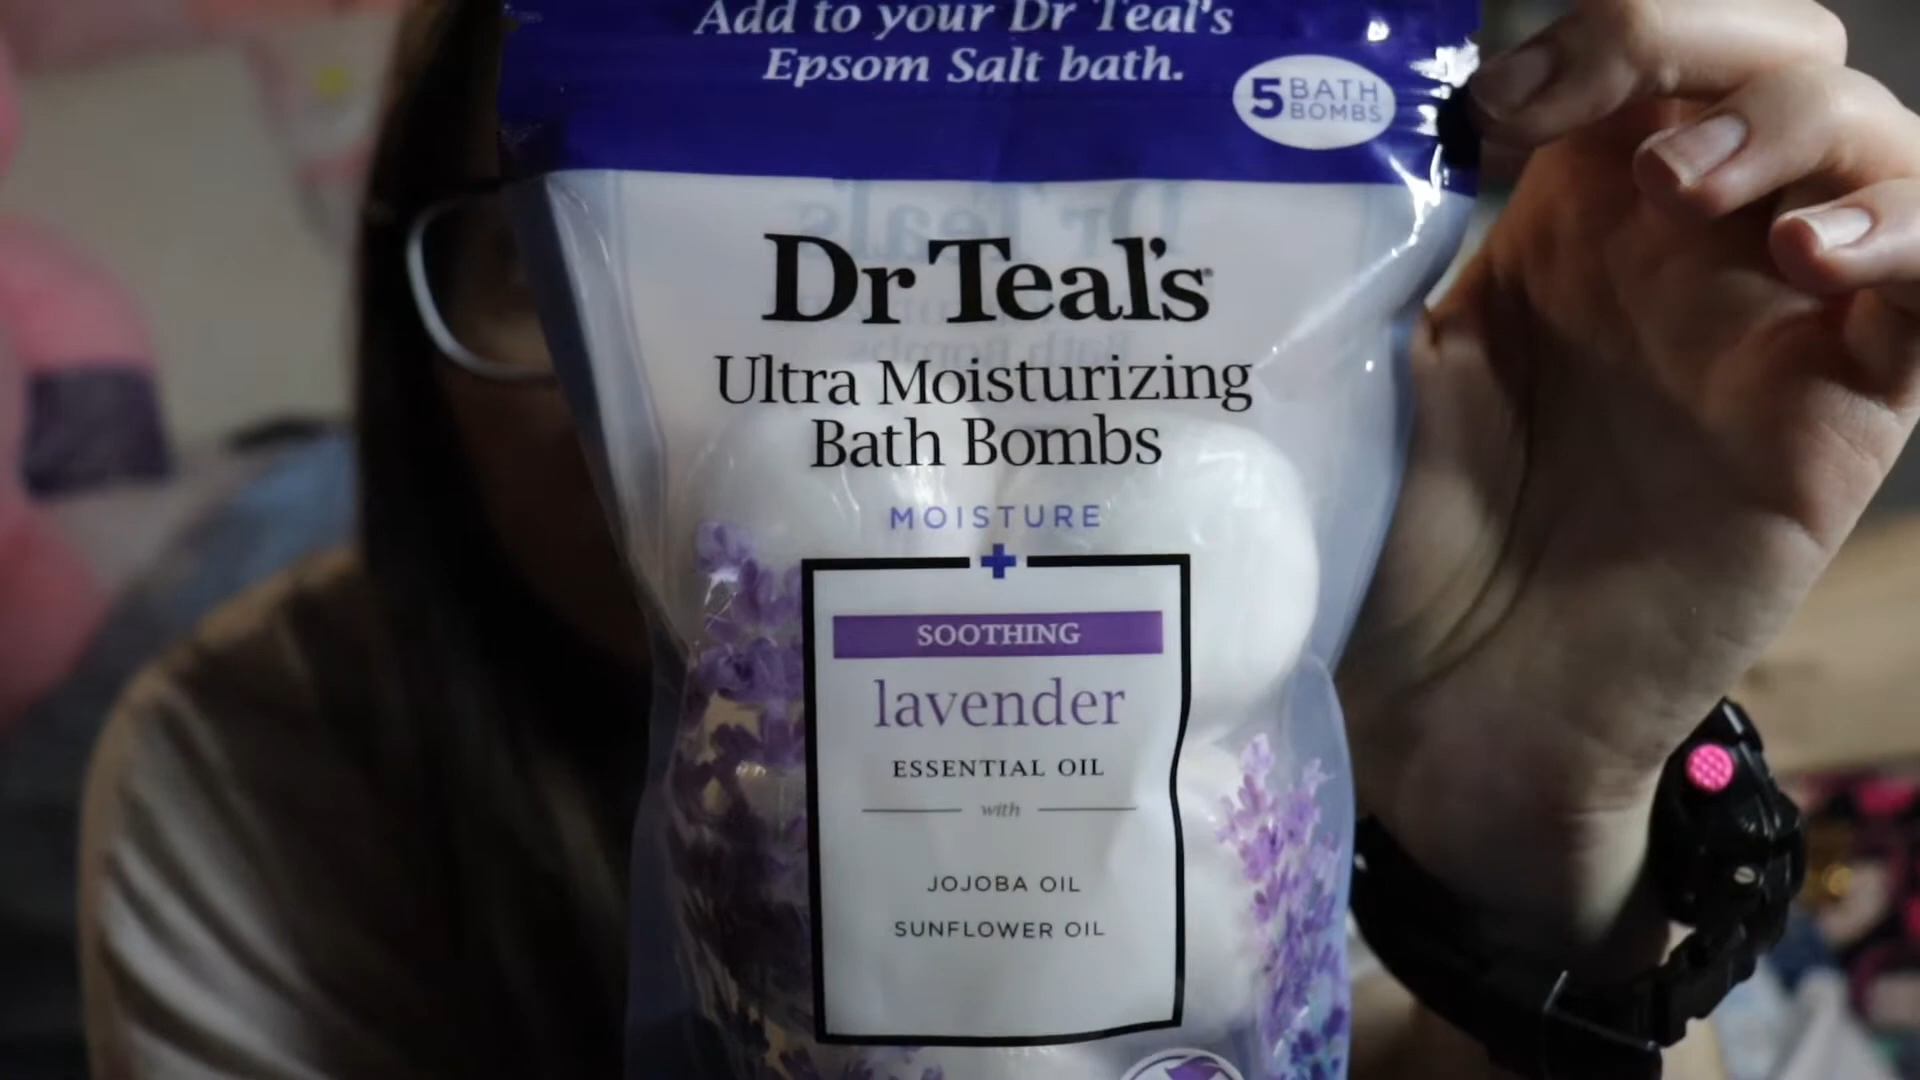 Add to your Dr Teal's
Epsom Salt bath.
5 BATH
BOMBS
Dr Teal's
Ultra Moisturizing
Bath Bombs
MOISTURE
+
SOOTHING
lavender
ESSENTIAL OIL
with
JOJOBA OIL
SUNFLOWER OIL